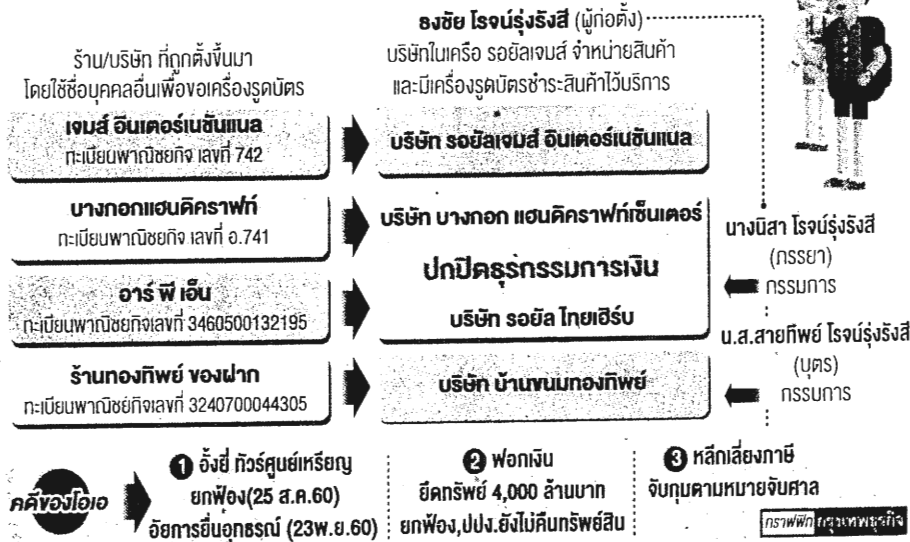 ธงชัย โรจน์รุ่งรังสี (ผู้ก่อตั้ง)
บริษัทในเครือ รอยัลเจมส์ จำหน่ายสินค้า
และมีเครื่องรูดบัตรชำระสินค้าไว้บริการ
ร้าน/บริษัท ที่ถูกตั้งขึ้นมา
โดยใช้ชื่อบุคคลอื่นเพื่อขอเครื่องรูดบัตร
เจมส์ อินเตอร์เนชันแนล
ทะเบียนพาณิชยกิจ เลขที่ 742
บริษัท รอยัลเจมส์ อินเตอร์เนชันแนล
บางกอกแฮนดิคราฟท์
ทะเบียนพาณิชยกิจ เลขที่ อ.741
บริษัท บางกอก แฮนดิคราฟท์เซ็นเตอร์
ปกปิดธุรกรรมการเงิน
อาร์ พี เอ็น
ทะเบียนพาณิชยกิจเลขที่ 3460500132195
บริษัท รอยัล ไทยเฮิร์บ
ร้านทองทิพย์ ของฝาก
ทะเบียนพาณิชย์กิจเลขที่ 3240700044305
บริษัท บ้านขนมทองทิพย์
นางนิสา โรจน์รุ่งรังสี
(ภรรยา)
กรรมการ
น.ส.สายทิพย์ โรจน์รุ่งรังสี
(บุตร)
กรรมการ
คดีของโอเอ
1 อั้งยี่ ทัวร์ศูนย์เหรียญ
ยกฟ้อง(25 ส.ค.60)
อัยการยื่นอุทธรณ์ (23พ.ย.60)
2 ฟอกเงิน
ยึดทรัพย์ 4,000 ล้านบาท
ยกฟ้อง,ปปง.ยังไม่คืนทรัพย์สิน
3 หลีกเลี่ยงภาษี
จับกุมตามหมายจับศาล
กราฟฟิก กรุงเทพธุรกิจ